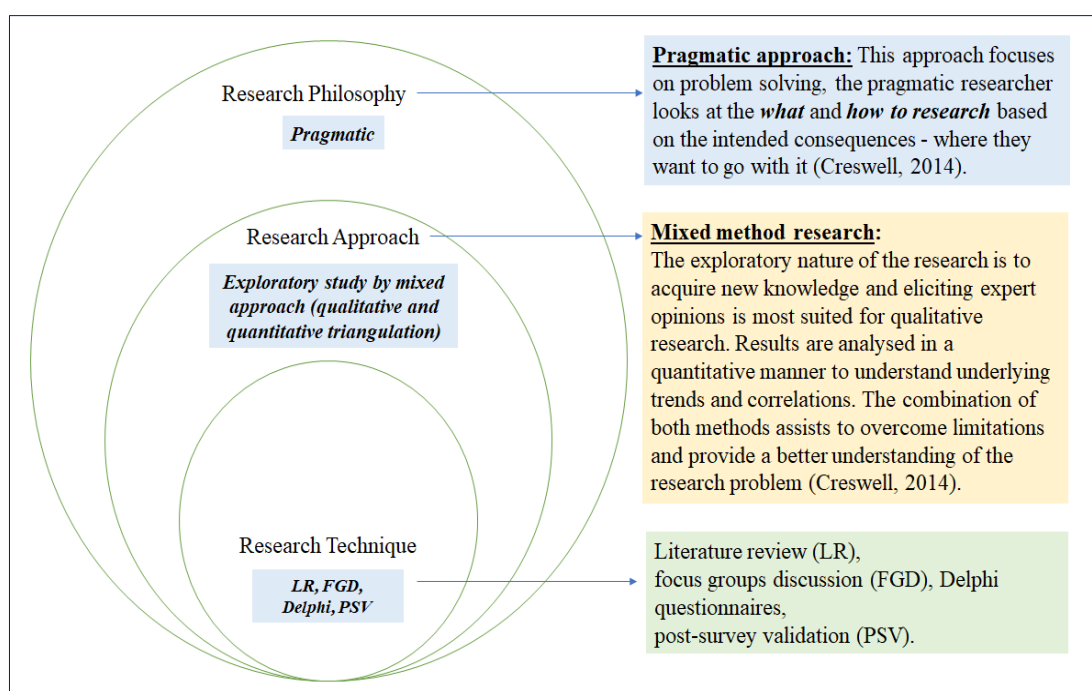 Research Philosophy
Pragmatic
Pragmatic approach: This approach focuses
on problem solving, the pragmatic researcher
looks at the what and how to research based
on the intended consequences - where they
want to go with it (Creswell, 2014).
Research Approach
Exploratory study by mixed
approach (qualitative and
quantitative triangulation)
Mixed method research:
The exploratory nature of the research is to
acquire new knowledge and eliciting expert
opinions is most suited for qualitative
research. Results are analysed in a
quantitative manner to understand underlying
trends and correlations. The combination of
both methods assists to overcome limitations
and provide a better understanding of the
research problem (Creswell, 2014).
Research Technique
LR, FGD,
Delphi, PSV
Literature review (LR),
focus groups discussion (FGD), Delphi
questionnaires,
post-survey validation (PSV).